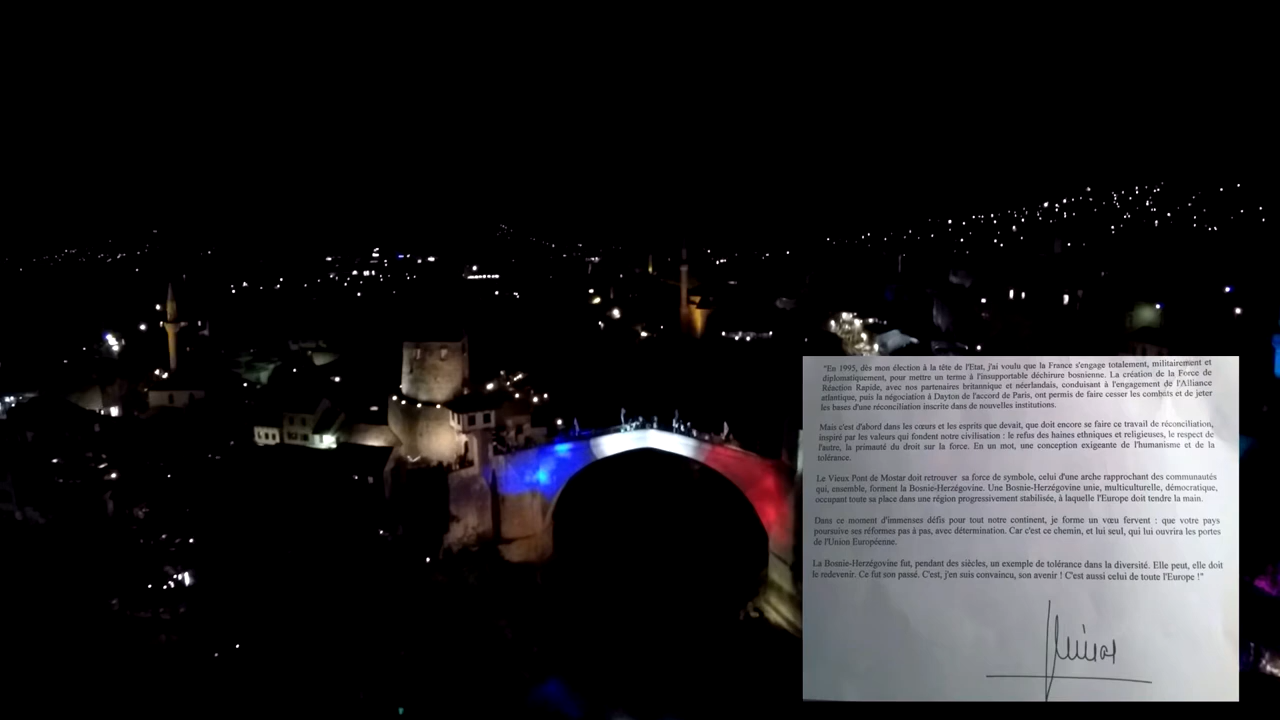 "En 1995, dès mon élection à la tête de l'Etat, j'ai voulu que la France s'engage totalement, militairement et
diplomatiquement, pour mettre un terme à l'insupportable déchirure bosnienne. La création de la Force de
Réaction Rapide, avec nos partenaires britannique et néerlandais, conduisant à l'engagement de l'Alliance
atlantique, puis la négociation à Dayton de l'accord de Paris, ont permis de faire cesser les combats et de jeter
les bases d'une réconciliation inscrite dans de nouvelles institutions.
Mais c'est d'abord dans les cœurs et les esprits que devait, que doit encore se faire ce travail de réconciliation,
inspiré par les valeurs qui fondent notre civilisation : le refus des haines ethniques et religieuses, le respect de
l'autre, la primauté du droit sur la force. En un mot, une conception exigeante de l'humanisme et de la
tolérance.
Le Vieux Pont de Mostar doit retrouver sa force de symbole, celui d'une arche rapprochant des communautés
qui, ensemble, forment la Bosnie-Herzégovine. Une Bosnie-Herzégovine unie, multiculturelle, démocratique,
occupant toute sa place dans une région progressivement stabilisée, à laquelle l'Europe doit tendre la main.
Dans ce moment d'immenses défis pour tout notre continent, je forme un vœu fervent : que votre pays
poursuive ses réformes pas à pas, avec détermination. Car c'est ce chemin, et lui seul, qui lui ouvrira les portes
de l'Union Européenne.
La Bosnie-Herzégovine fut, pendant des siècles, un exemple de tolérance dans la diversité. Elle peut, elle doit
le redevenir. Ce fut son passé. C'est, j'en suis convaincu, son avenir ! C'est aussi celui de toute l'Europe !"